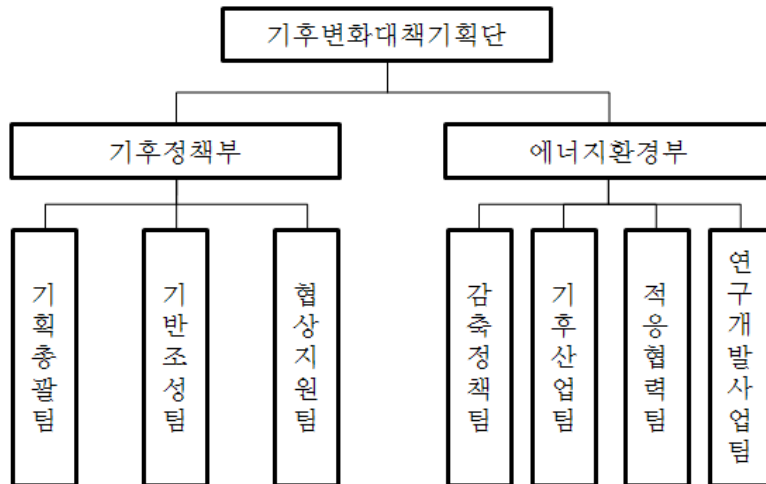 기후변화대책기획단
기후정책부
에너지환경부
기획총괄팀
기반조성팀
협상지원팀
감축정책팀
기후산업팀
적응협력팀
연구개발사업팀